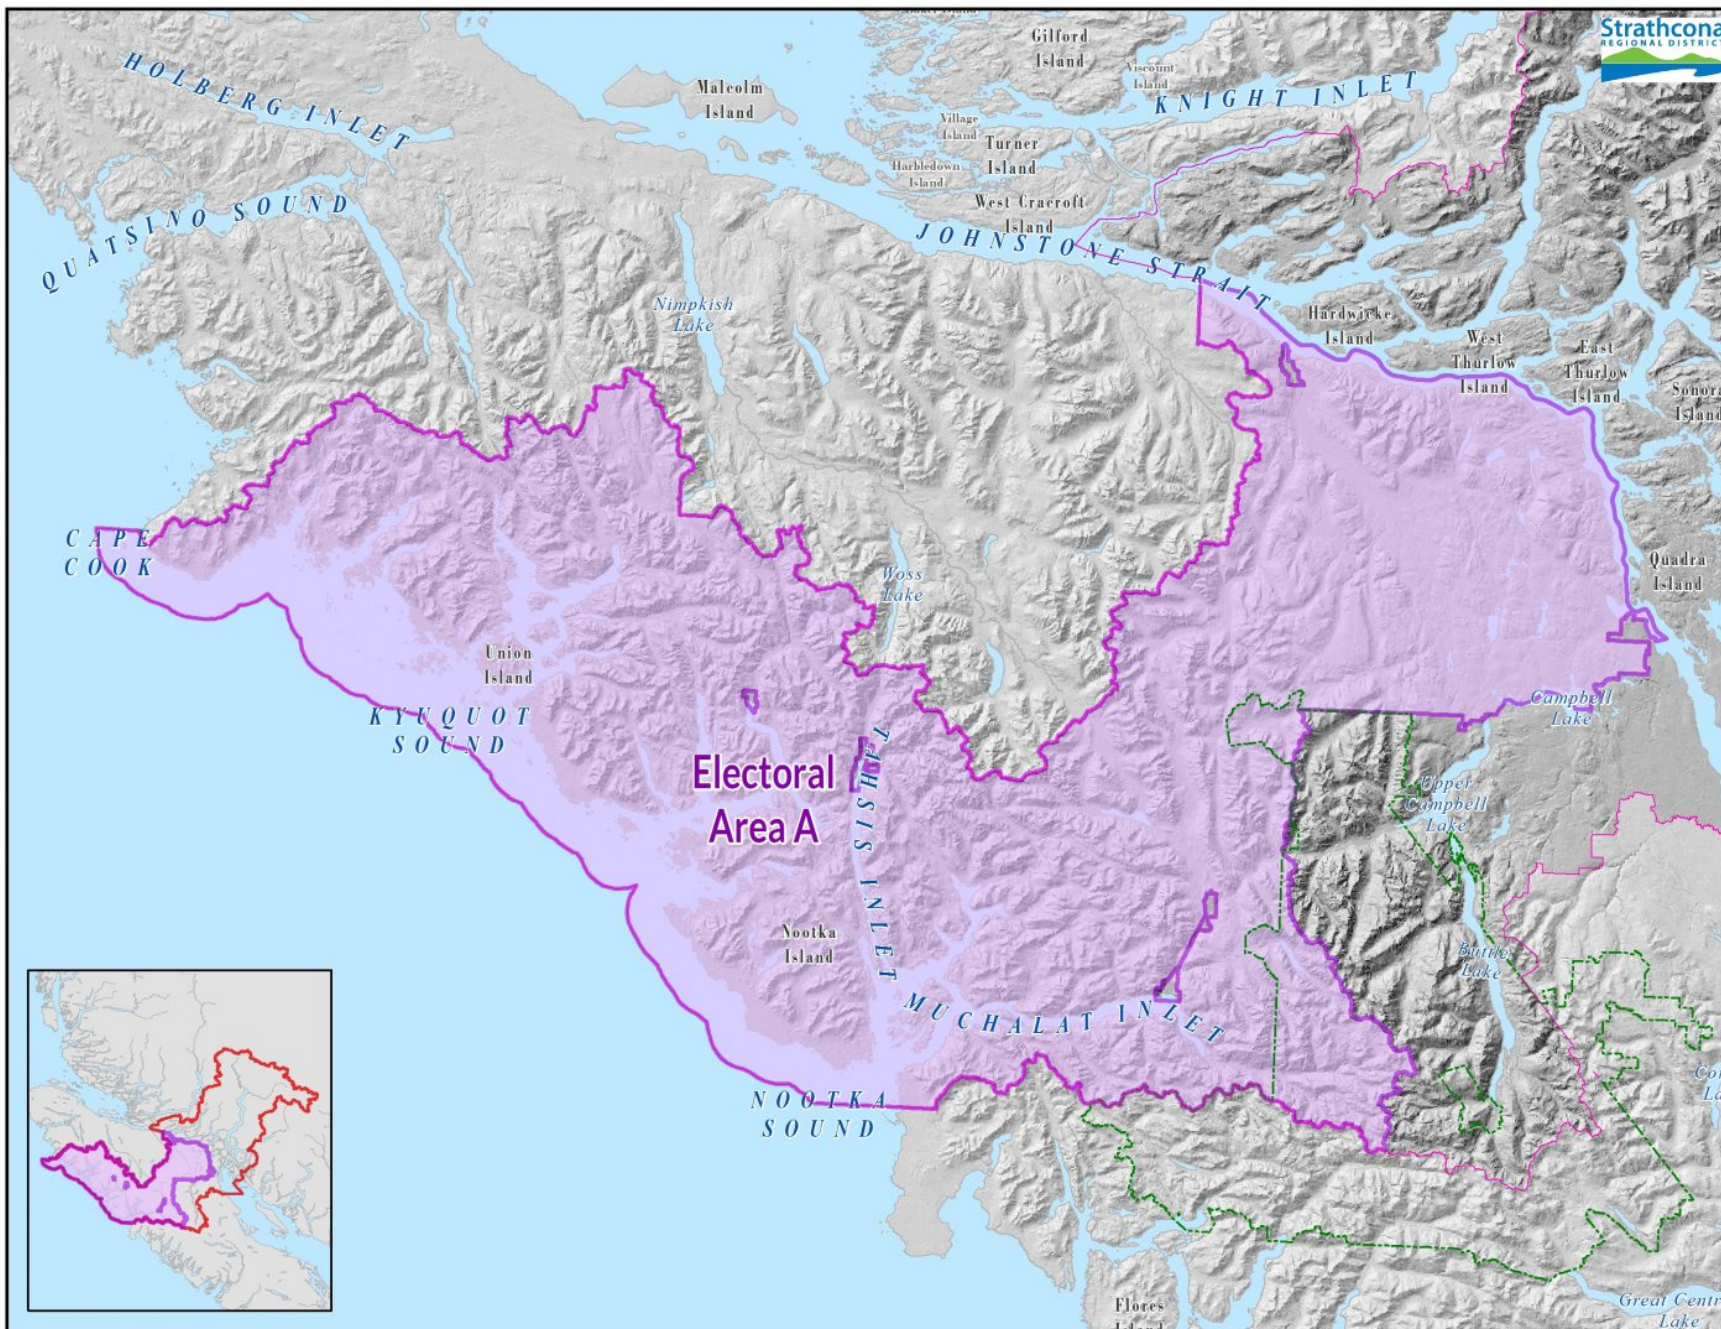 Strathcona
REGIONAL DISTRICT
Gilford
Island
Viscount
Island
KNIGHT INLET
HOLBERG INLET
Malcolm
Island
Village
Island
Turner
Island
Harbledown
Island
West Cracroft
Island
QUATSINO SOUND
JOHNSTONE STRAIT
Nimpkish
Lake
Hardwicke
Island
West
Thurlow
Island
East
Thurlow
Island
Sonora
Island
CAPE
COOK
Woss
Lake
Quadra
Island
Union
Island
KYUQUOT
SOUND
Campbell
Lake
TAHSIS INLET
Electoral
Area A
Upper
Campbell
Lake
Nootka
Island
Buttle
Lake
MUCHALAT INLET
NOOTKA
SOUND
Flores
Great Centr
Lake